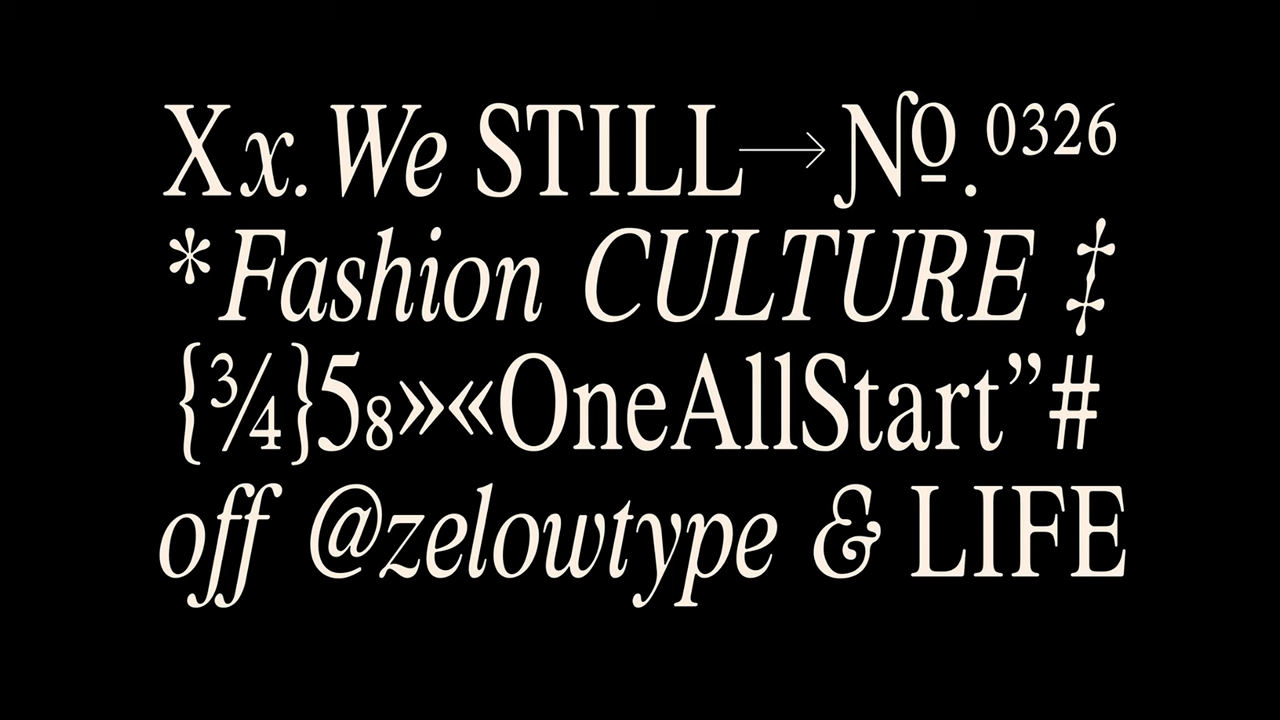 Xx. We STILL→№. ⁰³²⁶
*Fashion CULTURE ‡
{¾}5₈»«OneAllStart”#
off @zelowtype & LIFE